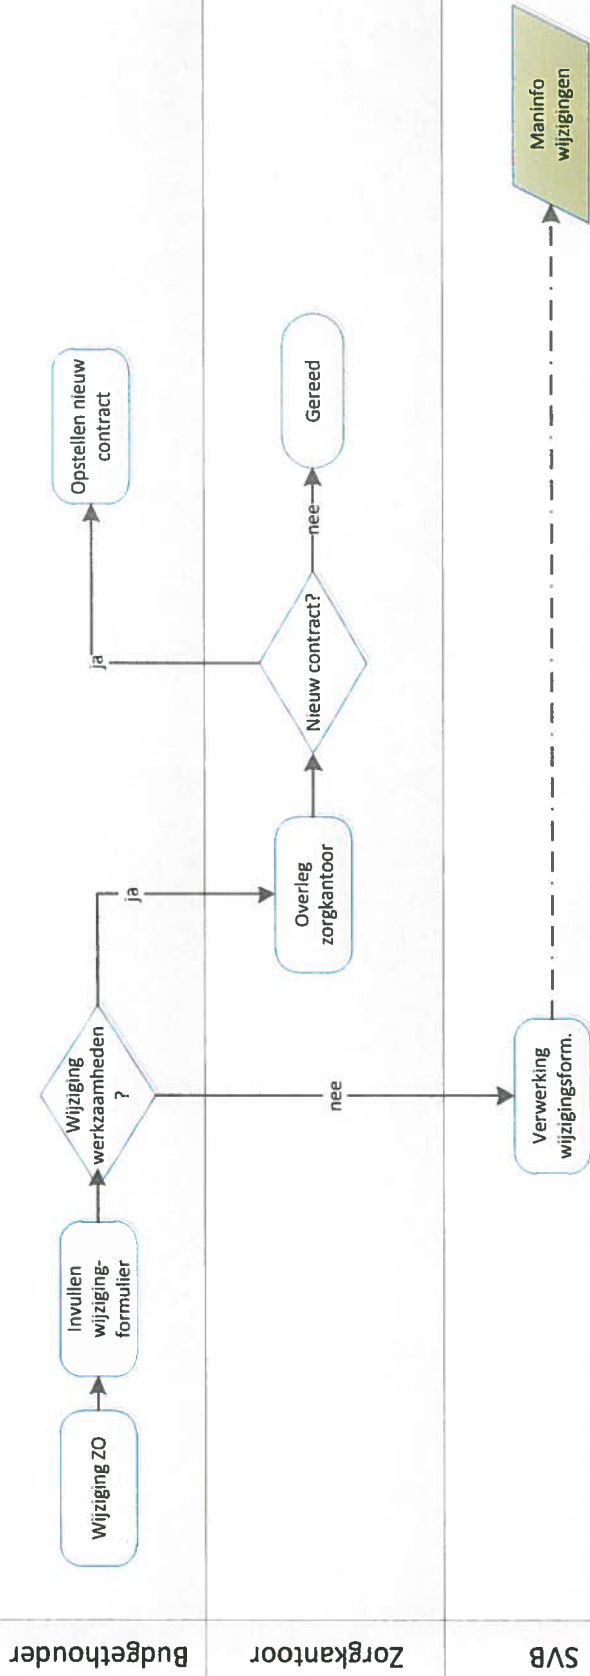 Budgethouder
Wijziging ZO
Invullen
wijziging-
formulier
Wijziging
werkzaamheden
?
ja
nee
Opstellen nieuw
contract
ja
Zorgkantoor
Overleg
zorgkantoor
Nieuw contract?
nee
Gereed
SVB
Verwerking
wijzigingsform.
Maninfo
wijzigingen